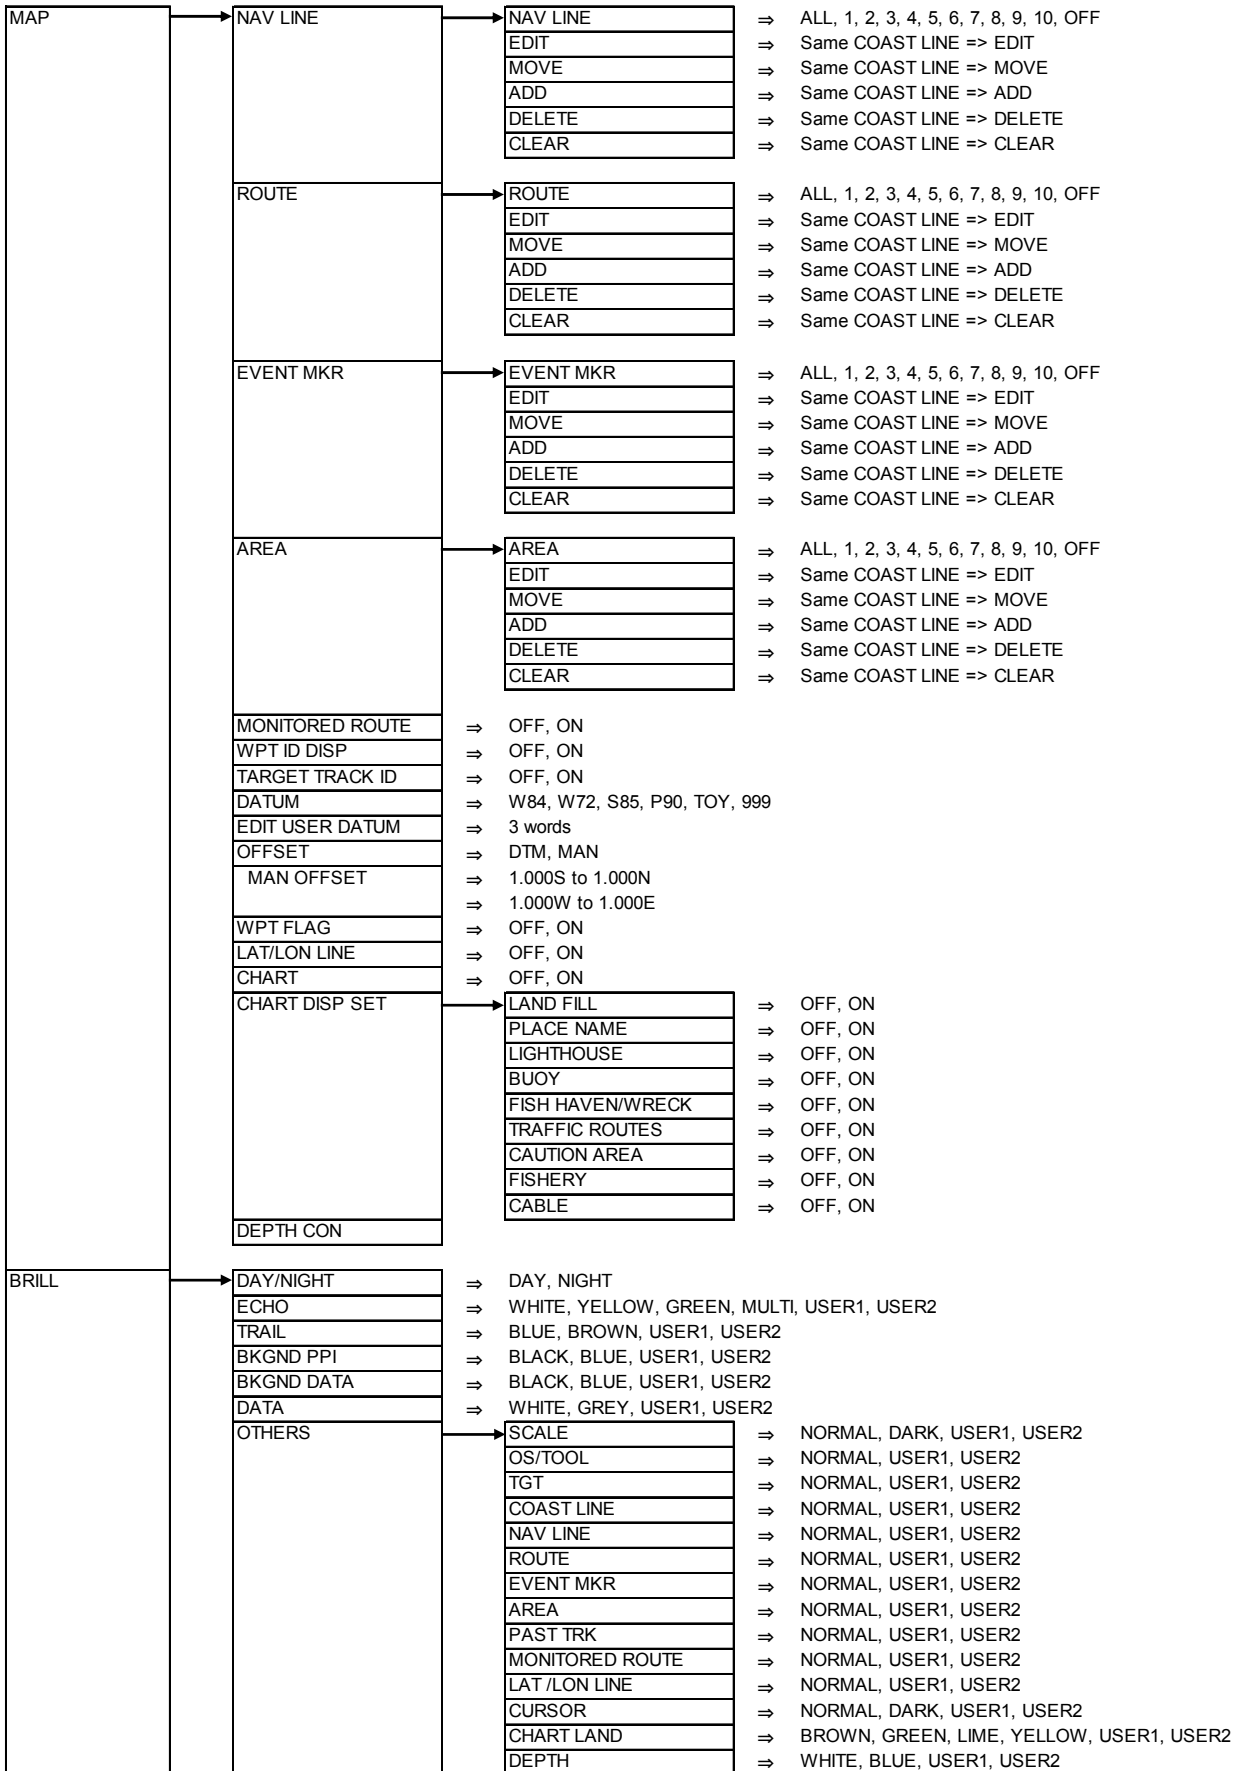 MAP NAV LINE NAV LINE ⇒ ALL, 1, 2, 3, 4, 5, 6, 7, 8, 9, 10, OFF
EDIT ⇒ Same COAST LINE => EDIT
MOVE ⇒ Same COAST LINE => MOVE
ADD ⇒ Same COAST LINE => ADD
DELETE ⇒ Same COAST LINE => DELETE
CLEAR ⇒ Same COAST LINE => CLEAR
ROUTE ROUTE ⇒ ALL, 1, 2, 3, 4, 5, 6, 7, 8, 9, 10, OFF
EDIT ⇒ Same COAST LINE => EDIT
MOVE ⇒ Same COAST LINE => MOVE
ADD ⇒ Same COAST LINE => ADD
DELETE ⇒ Same COAST LINE => DELETE
CLEAR ⇒ Same COAST LINE => CLEAR
EVENT MKR EVENT MKR ⇒ ALL, 1, 2, 3, 4, 5, 6, 7, 8, 9, 10, OFF
EDIT ⇒ Same COAST LINE => EDIT
MOVE ⇒ Same COAST LINE => MOVE
ADD ⇒ Same COAST LINE => ADD
DELETE ⇒ Same COAST LINE => DELETE
CLEAR ⇒ Same COAST LINE => CLEAR
AREA AREA ⇒ ALL, 1, 2, 3, 4, 5, 6, 7, 8, 9, 10, OFF
EDIT ⇒ Same COAST LINE => EDIT
MOVE ⇒ Same COAST LINE => MOVE
ADD ⇒ Same COAST LINE => ADD
DELETE ⇒ Same COAST LINE => DELETE
CLEAR ⇒ Same COAST LINE => CLEAR
MONITORED ROUTE ⇒ OFF, ON
WPT ID DISP ⇒ OFF, ON
TARGET TRACK ID ⇒ OFF, ON
DATUM ⇒ W84, W72, S85, P90, TOY, 999
EDIT USER DATUM ⇒ 3 words
OFFSET ⇒ DTM, MAN
MAN OFFSET ⇒ 1.000S to 1.000N
⇒ 1.000W to 1.000E
WPT FLAG ⇒ OFF, ON
LAT/LON LINE ⇒ OFF, ON
CHART ⇒ OFF, ON
CHART DISP SET LAND FILL ⇒ OFF, ON
PLACE NAME ⇒ OFF, ON
LIGHTHOUSE ⇒ OFF, ON
BUOY ⇒ OFF, ON
FISH HAVEN/WRECK ⇒ OFF, ON
TRAFFIC ROUTES ⇒ OFF, ON
CAUTION AREA ⇒ OFF, ON
FISHERY ⇒ OFF, ON
CABLE ⇒ OFF, ON
DEPTH CON
BRILL DAY/NIGHT ⇒ DAY, NIGHT
ECHO ⇒ WHITE, YELLOW, GREEN, MULTI, USER1, USER2
TRAIL ⇒ BLUE, BROWN, USER1, USER2
BKGND PPI ⇒ BLACK, BLUE, USER1, USER2
BKGND DATA ⇒ BLACK, BLUE, USER1, USER2
DATA ⇒ WHITE, GREY, USER1, USER2
OTHERS SCALE ⇒ NORMAL, DARK, USER1, USER2
OS/TOOL ⇒ NORMAL, USER1, USER2
TGT ⇒ NORMAL, USER1, USER2
COAST LINE ⇒ NORMAL, USER1, USER2
NAV LINE ⇒ NORMAL, USER1, USER2
ROUTE ⇒ NORMAL, USER1, USER2
EVENT MKR ⇒ NORMAL, USER1, USER2
AREA ⇒ NORMAL, USER1, USER2
PAST TRK ⇒ NORMAL, USER1, USER2
MONITORED ROUTE ⇒ NORMAL, USER1, USER2
LAT /LON LINE ⇒ NORMAL, USER1, USER2
CURSOR ⇒ NORMAL, DARK, USER1, USER2
CHART LAND ⇒ BROWN, GREEN, LIME, YELLOW, USER1, USER2
DEPTH ⇒ WHITE, BLUE, USER1, USER2